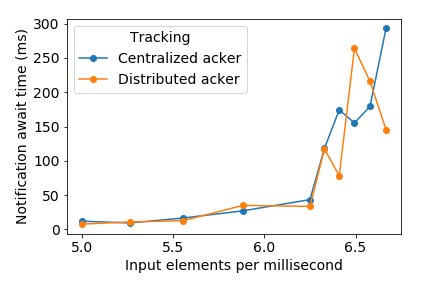 Tracking
Centralized acker
Distributed acker
Notification await time (ms)
300
250
200
150
100
50
0
5.0 5.5 6.0 6.5
Input elements per millisecond